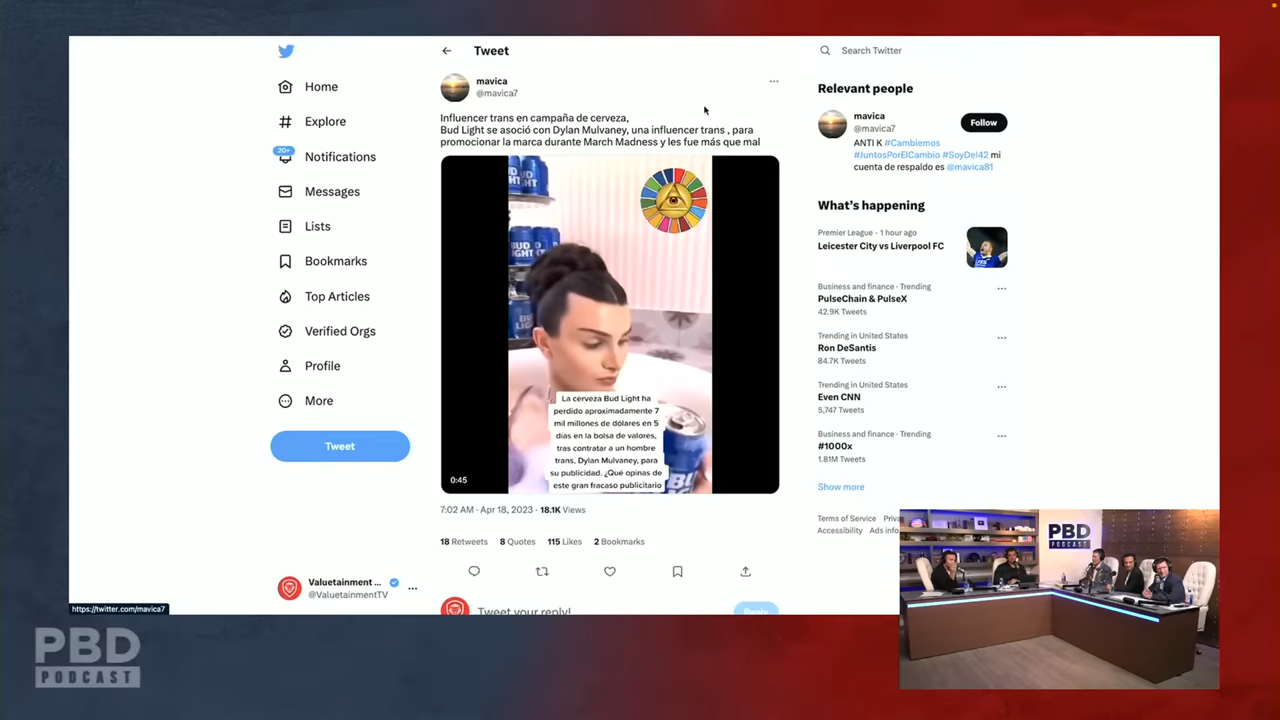 Home
Explore
20+
Notifications
Messages
Lists
Bookmarks
Top Articles
Verified Orgs
Profile
More
Tweet
Valuetainment ...
@ValuetainmentTV
https://twitter.com/mavica7
Tweet
mavica
@mavica7
Influencer trans en campaña de cerveza,
Bud Light se asoció con Dylan Mulvaney, una influencer trans , para
promocionar la marca durante March Madness y les fue más que mal
BUD
LIGHT
La cerveza Bud Light ha
perdido aproximadamente 7
mil millones de dólares en 5
días en la bolsa de valores,
tras contratar a un hombre
trans, Dylan Mulvaney, para
su publicidad. ¿Qué opinas de
este gran fracaso publicitario
0:45
7:02 AM · Apr 18, 2023 · 18.1K Views
18 Retweets 8 Quotes 115 Likes 2 Bookmarks
Tweet your reply!
Reply
Search Twitter
Relevant people
mavica
@mavica7
Follow
ANTI K #Cambiemos
#JuntosPorElCambio #SoyDel42 mi
cuenta de respaldo es @mavica81
What's happening
Premier League · 1 hour ago
Leicester City vs Liverpool FC
Business and finance · Trending
PulseChain & PulseX
42.9K Tweets
Trending in United States
Ron DeSantis
84.7K Tweets
Trending in United States
Even CNN
5,747 Tweets
Business and finance · Trending
#1000x
1.81M Tweets
Show more
Terms of Service
Accessibility Ads info
PBD
PODCAST
PBD
PODCAST